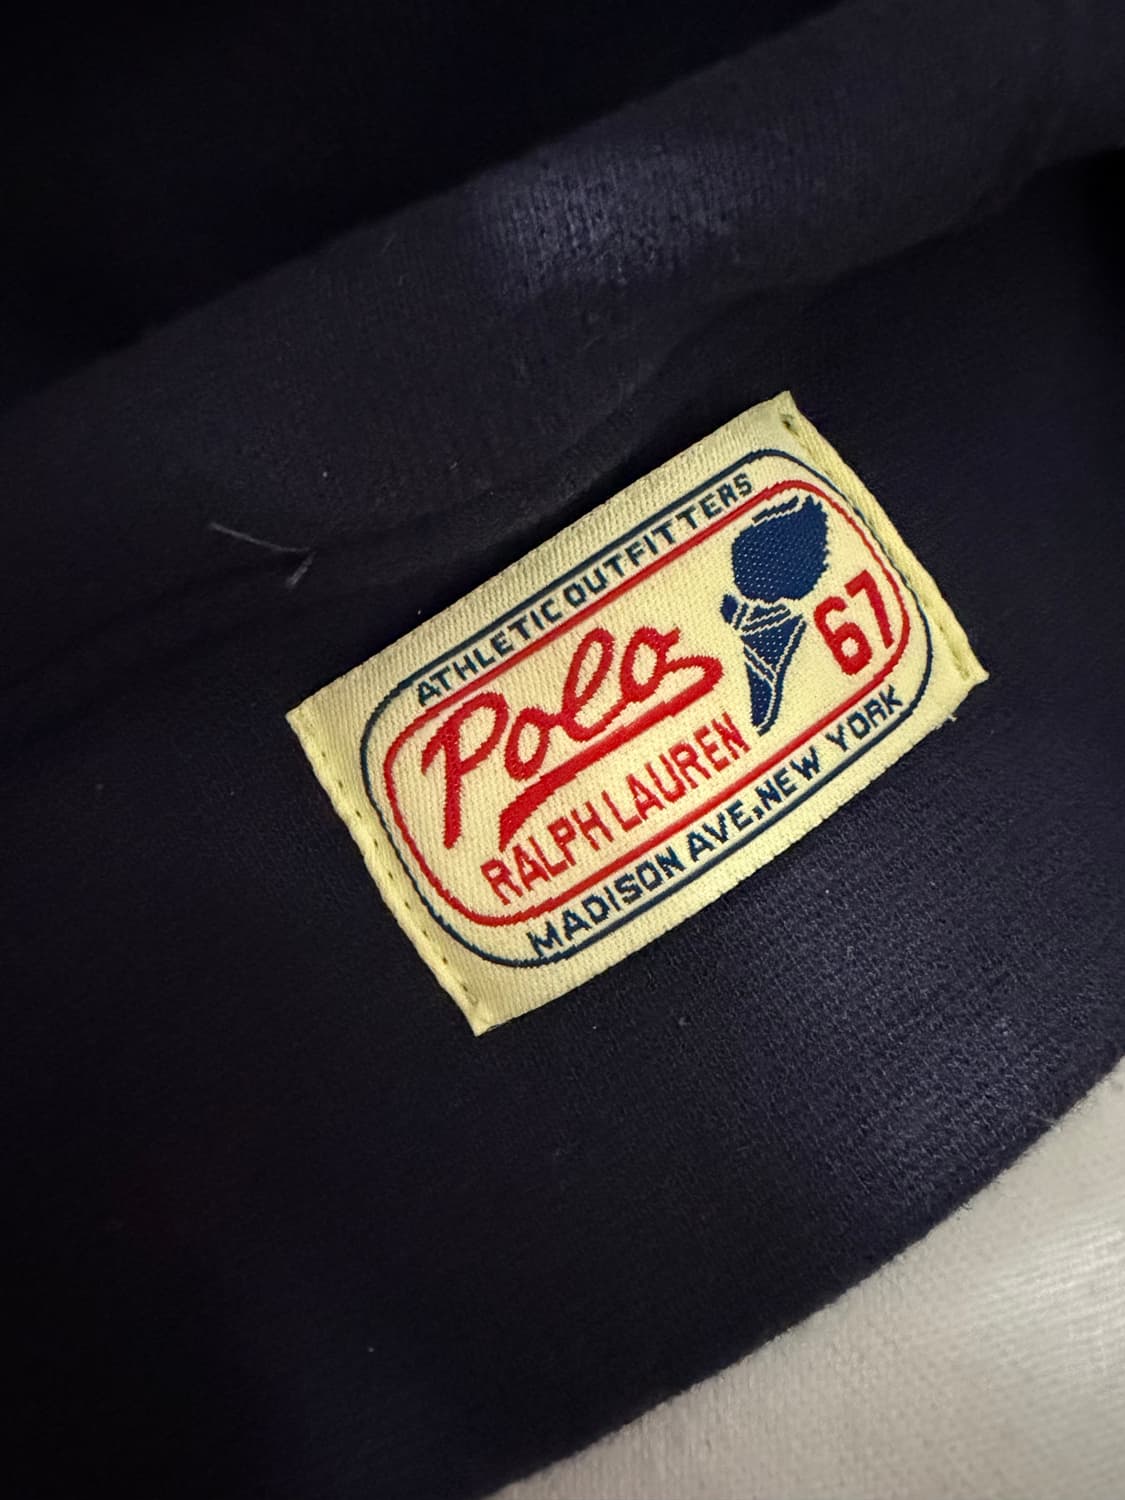 ATHLETIC OUTFITTERS
Polo
67
RALPH LAUREN
MADISON AVE, NEW YORK